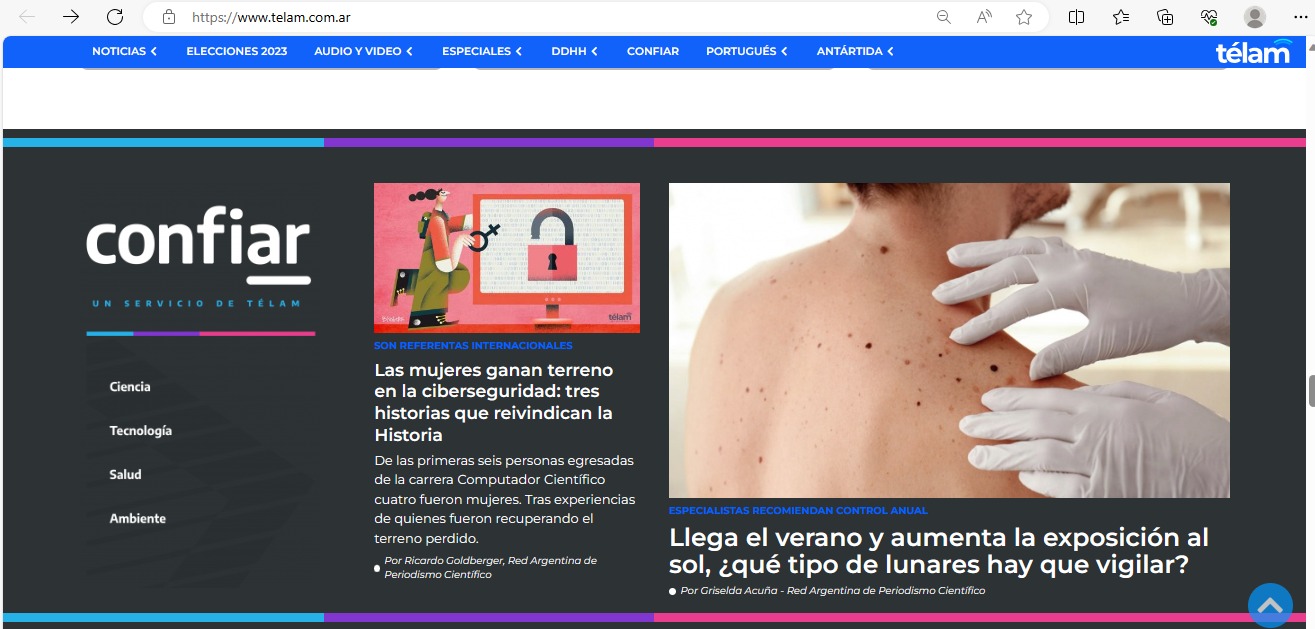 https://www.telam.com.ar
NOTICIAS
ELECCIONES 2023
AUDIO Y VIDEO
ESPECIALES
DDHH
CONFIAR
PORTUGUÉS
ANTÁRTIDA
télam
confiar
UN SERVICIO DE TÉLAM
Ciencia
Tecnología
Salud
Ambiente
télam
SON REFERENTAS INTERNACIONALES
Las mujeres ganan terreno
en la ciberseguridad: tres
historias que reivindican la
Historia
De las primeras seis personas egresadas
de la carrera Computador Científico
cuatro fueron mujeres. Tras experiencias
de quienes fueron recuperando el
terreno perdido.
Por Ricardo Goldberger, Red Argentina de
Periodismo Científico
ESPECIALISTAS RECOMIENDAN CONTROL ANUAL
Llega el verano y aumenta la exposición al
sol, ¿qué tipo de lunares hay que vigilar?
Por Griselda Acuña - Red Argentina de Periodismo Científico